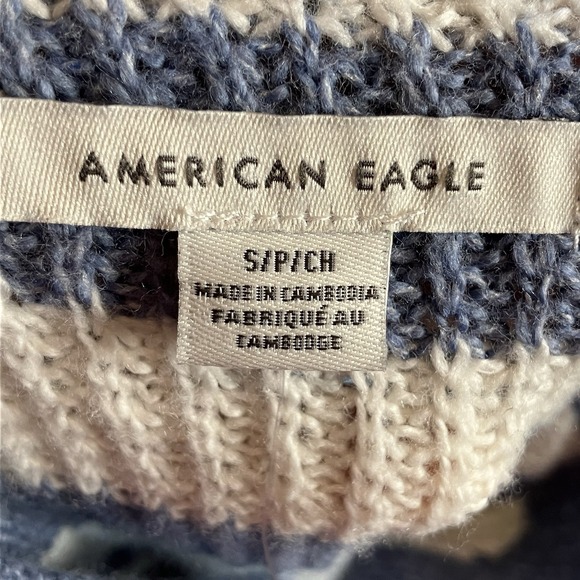 AMERICAN EAGLE
S/P/CH
MADE IN CAMBODIA
FABRIQUÉ AU
CAMBODGE